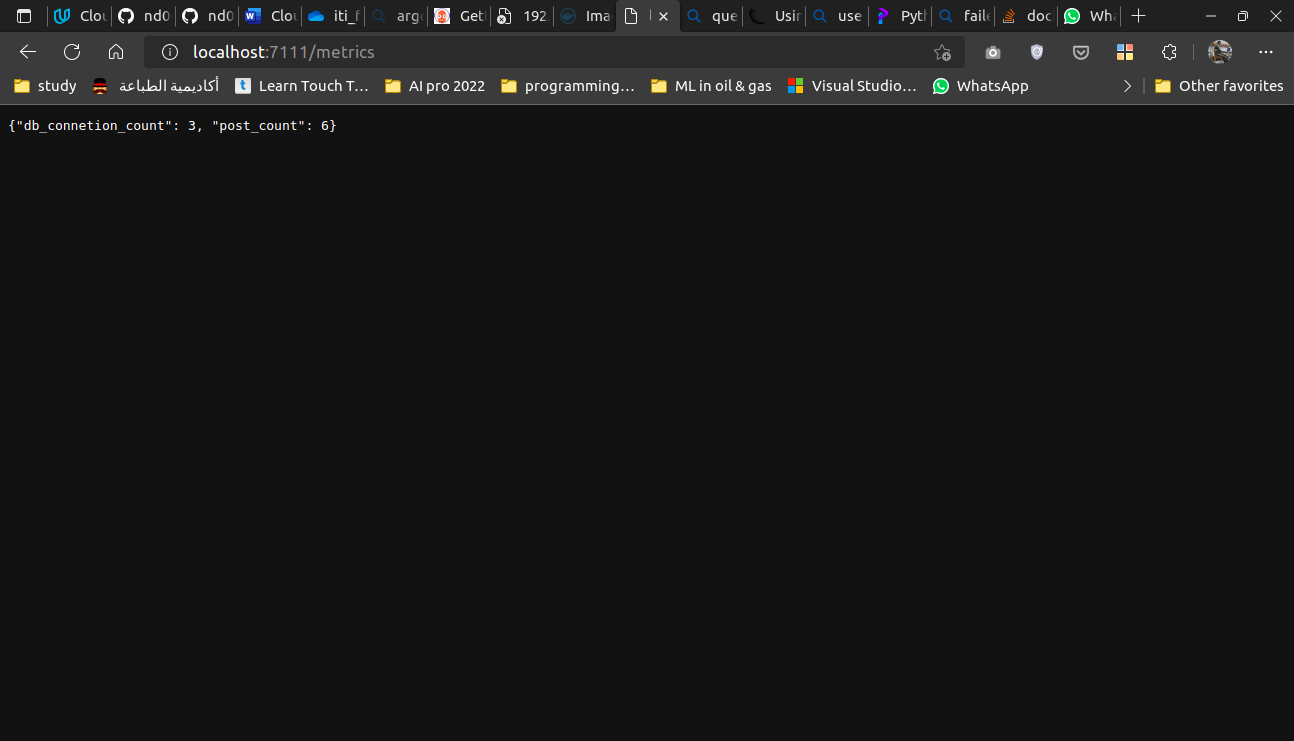 Clou nd0 nd0 Clou iti_f argo Get 192. Ima que Usin use Pyt faile doc Wha
localhost:7111/metrics
study أكاديمية الطباعة Learn Touch T... AI pro 2022 programming... ML in oil & gas Visual Studio... WhatsApp Other favorites
{"db_connetion_count": 3, "post_count": 6}